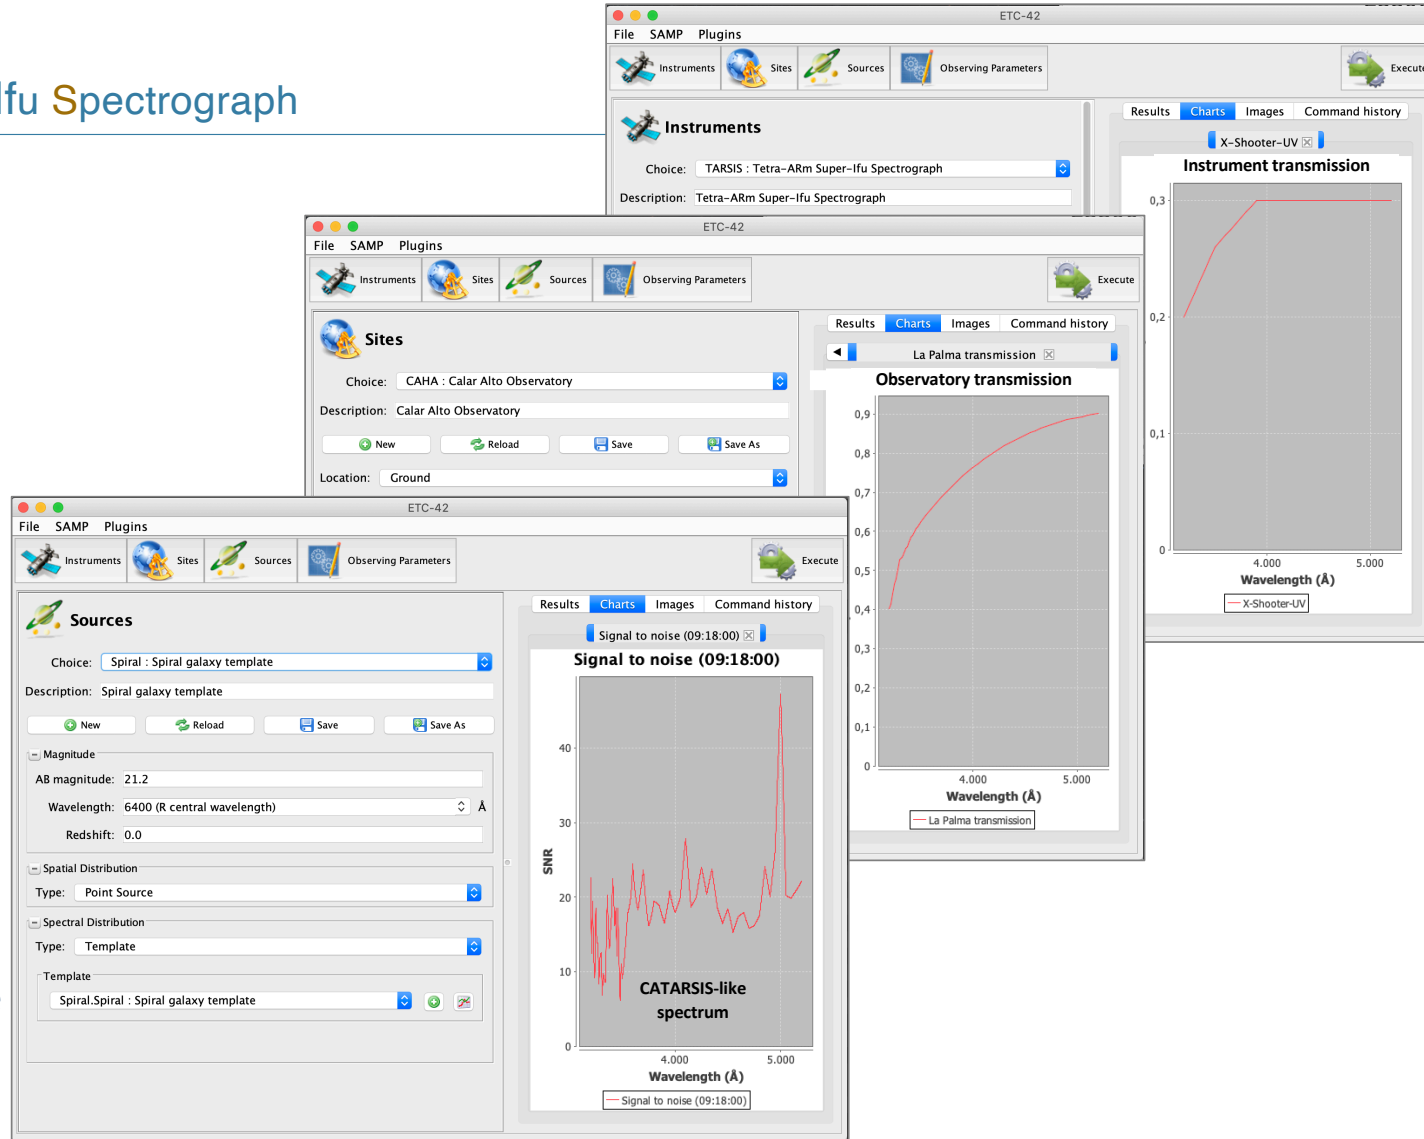 Ifu Spectrograph
ETC-42
File SAMP Plugins
Instruments Sites Sources Observing Parameters Execute
Instruments
Choice: TARSIS : Tetra-ARm Super-Ifu Spectrograph
Description: Tetra-ARm Super-Ifu Spectrograph
Results Charts Images Command history
X-Shooter-UV
Instrument transmission
0,3
0,2
0,1
0
4.000 5.000
Wavelength (Å)
X-Shooter-UV
ETC-42
File SAMP Plugins
Instruments Sites Sources Observing Parameters Execute
Sites
Choice: CAHA : Calar Alto Observatory
Description: Calar Alto Observatory
New Reload Save Save As
Location: Ground
Results Charts Images Command history
La Palma transmission
Observatory transmission
0,9
0,8
0,7
0,6
0,5
0,4
0,3
0,2
0,1
0
4.000 5.000
Wavelength (Å)
La Palma transmission
ETC-42
File SAMP Plugins
Instruments Sites Sources Observing Parameters Execute
Sources
Choice: Spiral : Spiral galaxy template
Description: Spiral galaxy template
New Reload Save Save As
Magnitude
AB magnitude: 21.2
Wavelength: 6400 (R central wavelength) Å
Redshift: 0.0
Spatial Distribution
Type: Point Source
Spectral Distribution
Type: Template
Template
Spiral.Spiral : Spiral galaxy template
Results Charts Images Command history
Signal to noise (09:18:00)
Signal to noise (09:18:00)
SNR
40
30
20
10
0
CATARSIS-like
spectrum
4.000 5.000
Wavelength (Å)
Signal to noise (09:18:00)